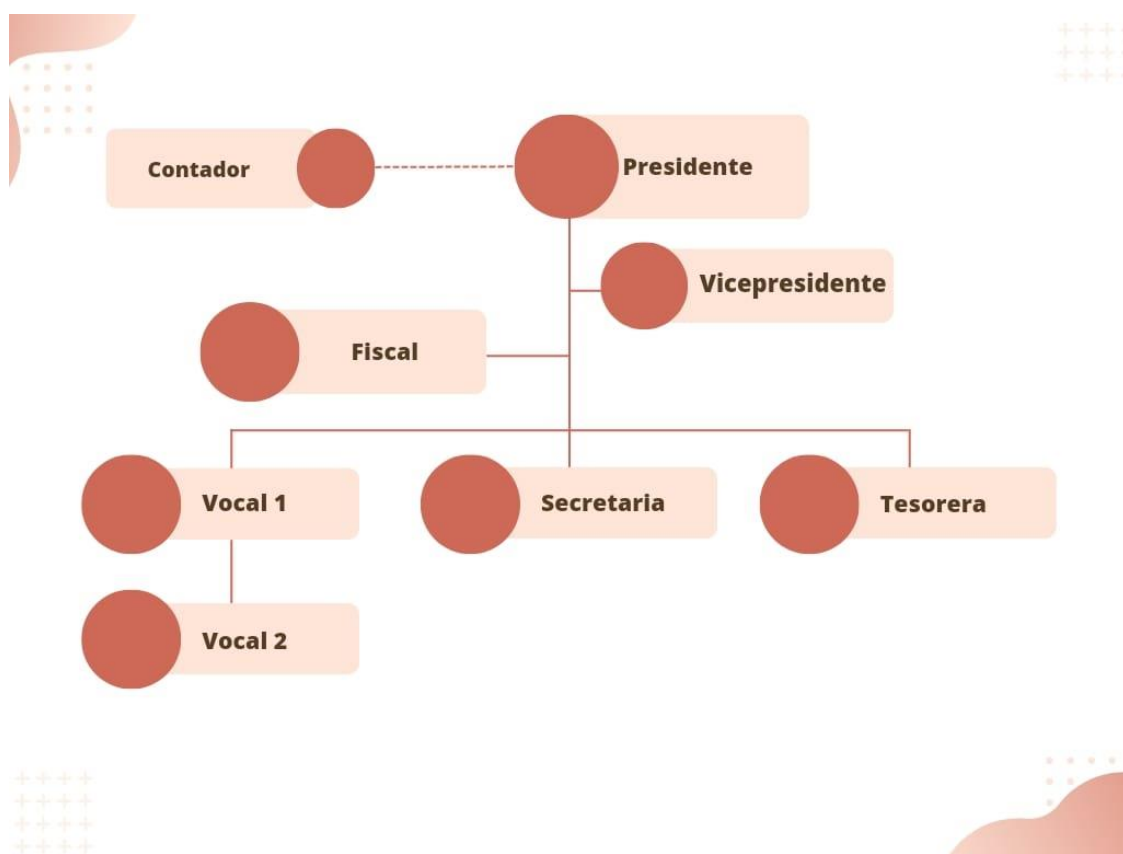 Contador
Presidente
Vicepresidente
Fiscal
Vocal 1
Secretaria
Tesorera
Vocal 2